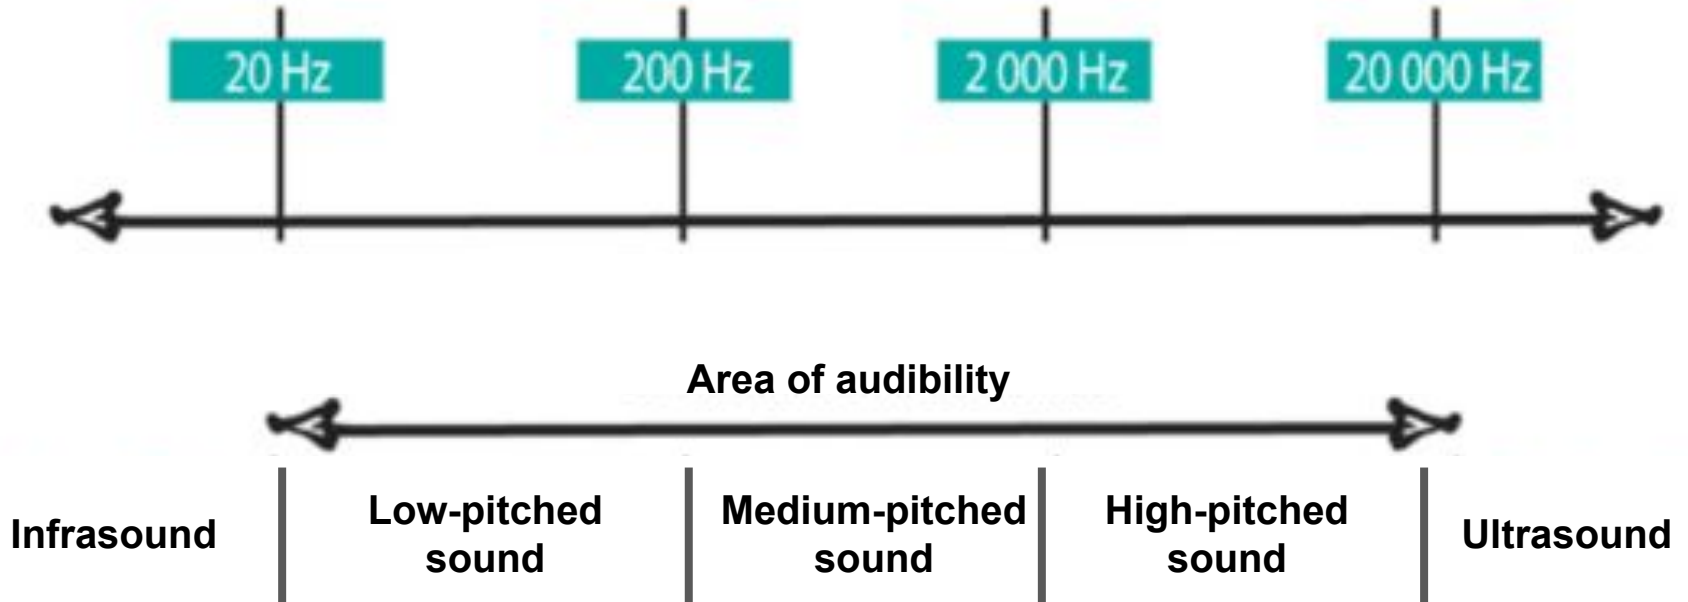 20 Hz
200 Hz
2 000 Hz
20 000 Hz
Area of audibility
Infrasound
Low-pitched
sound
Medium-pitched
sound
High-pitched
sound
Ultrasound